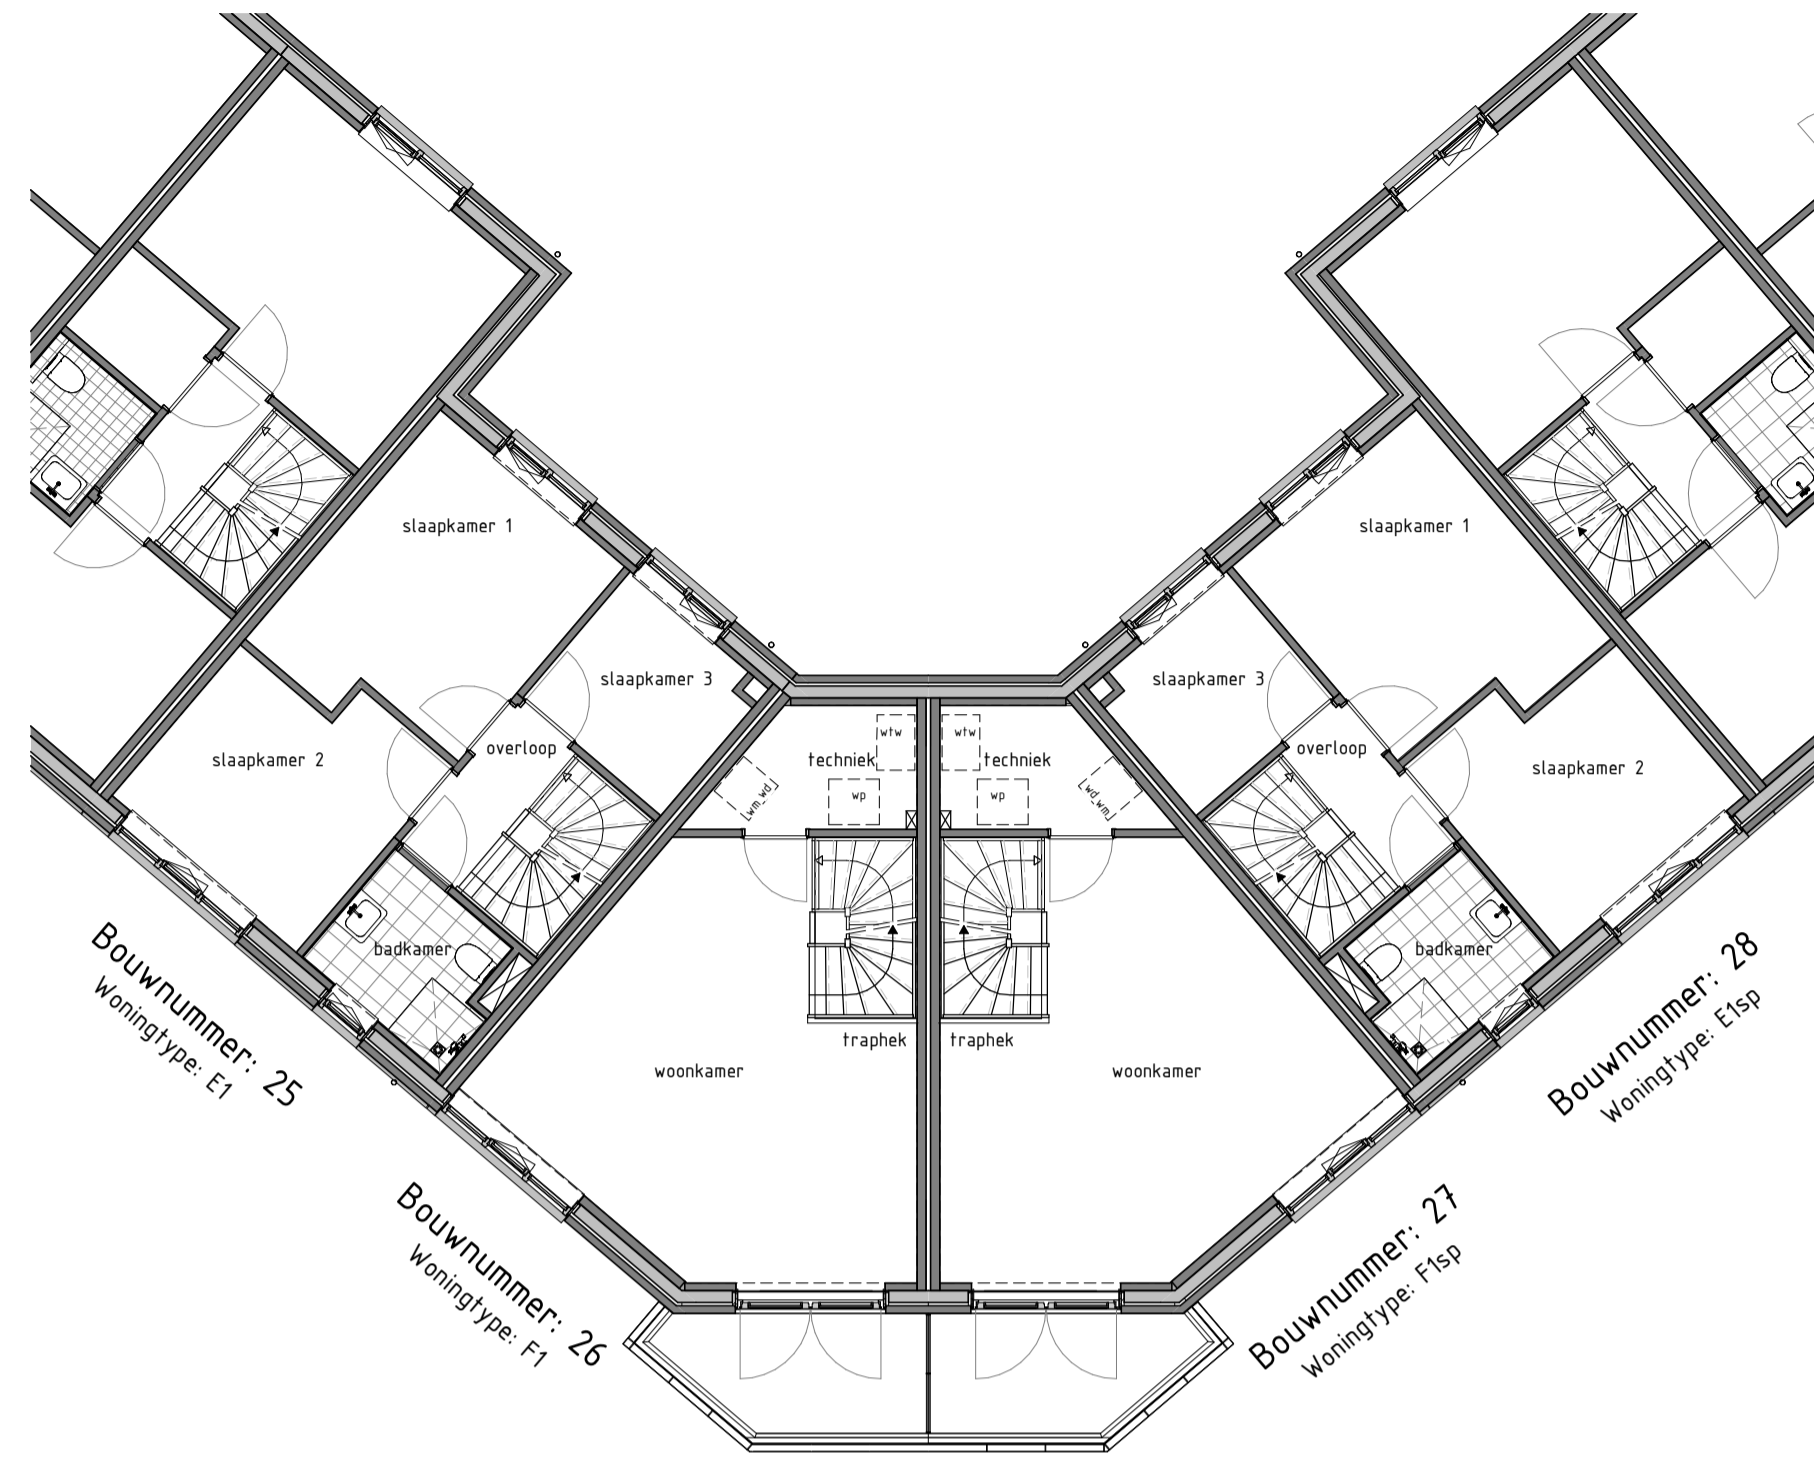 slaapkamer 1
slaapkamer 1
slaapkamer 3
slaapkamer 3
wtw
wtw
overloop
overloop
slaapkamer 2
techniek
techniek
slaapkamer 2
wm_wd
wp
wp
wd_wm
badkamer
badkamer
traphek
traphek
woonkamer
woonkamer
Bouwnummer: 25
Woningtype: E1
Bouwnummer: 26
Woningtype: F1
Bouwnummer: 27
Woningtype: F1sp
Bouwnummer: 28
Woningtype: E1sp